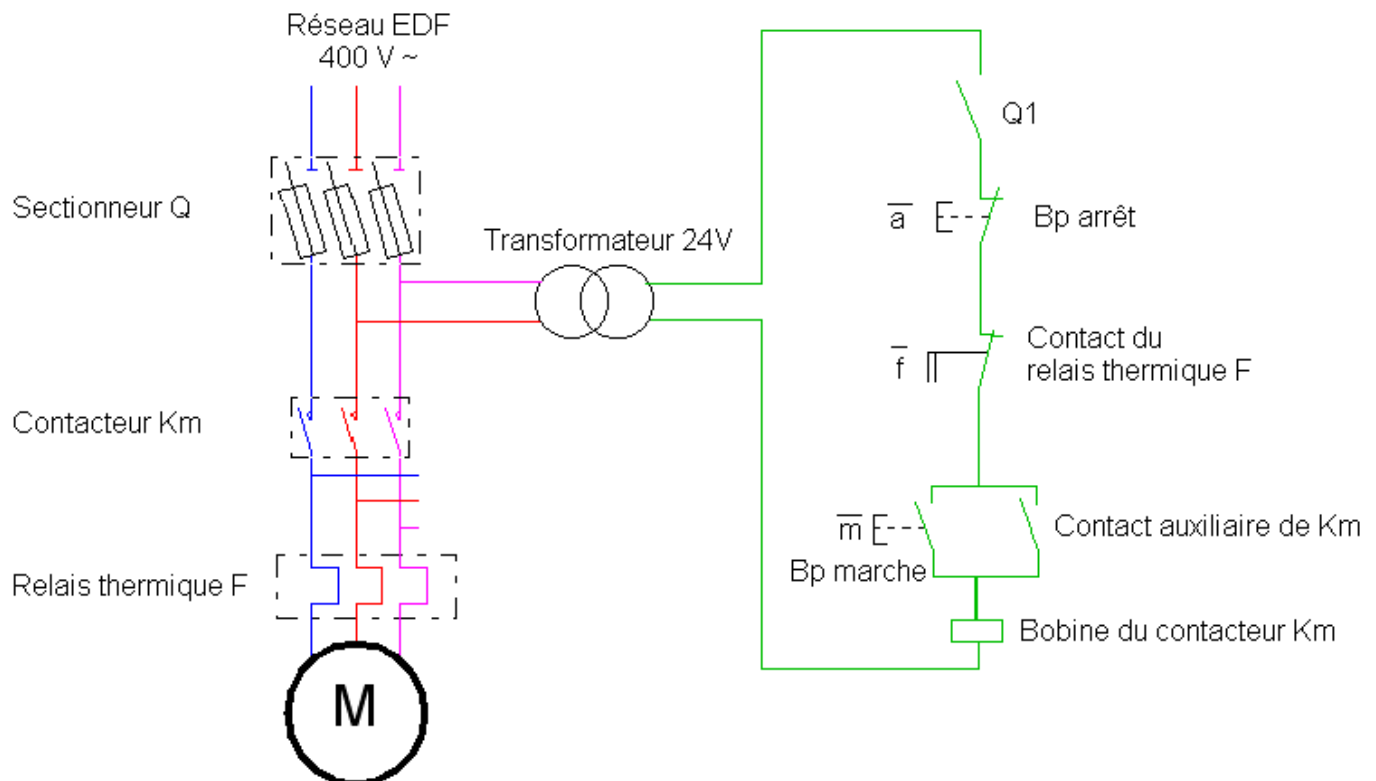 Réseau EDF
400 V ~
Sectionneur Q
Transformateur 24V
Contacteur Km
Relais thermique F
M
Q1
a
Bp arrêt
f
Contact du
relais thermique F
m
Bp marche
Contact auxiliaire de Km
Bobine du contacteur Km